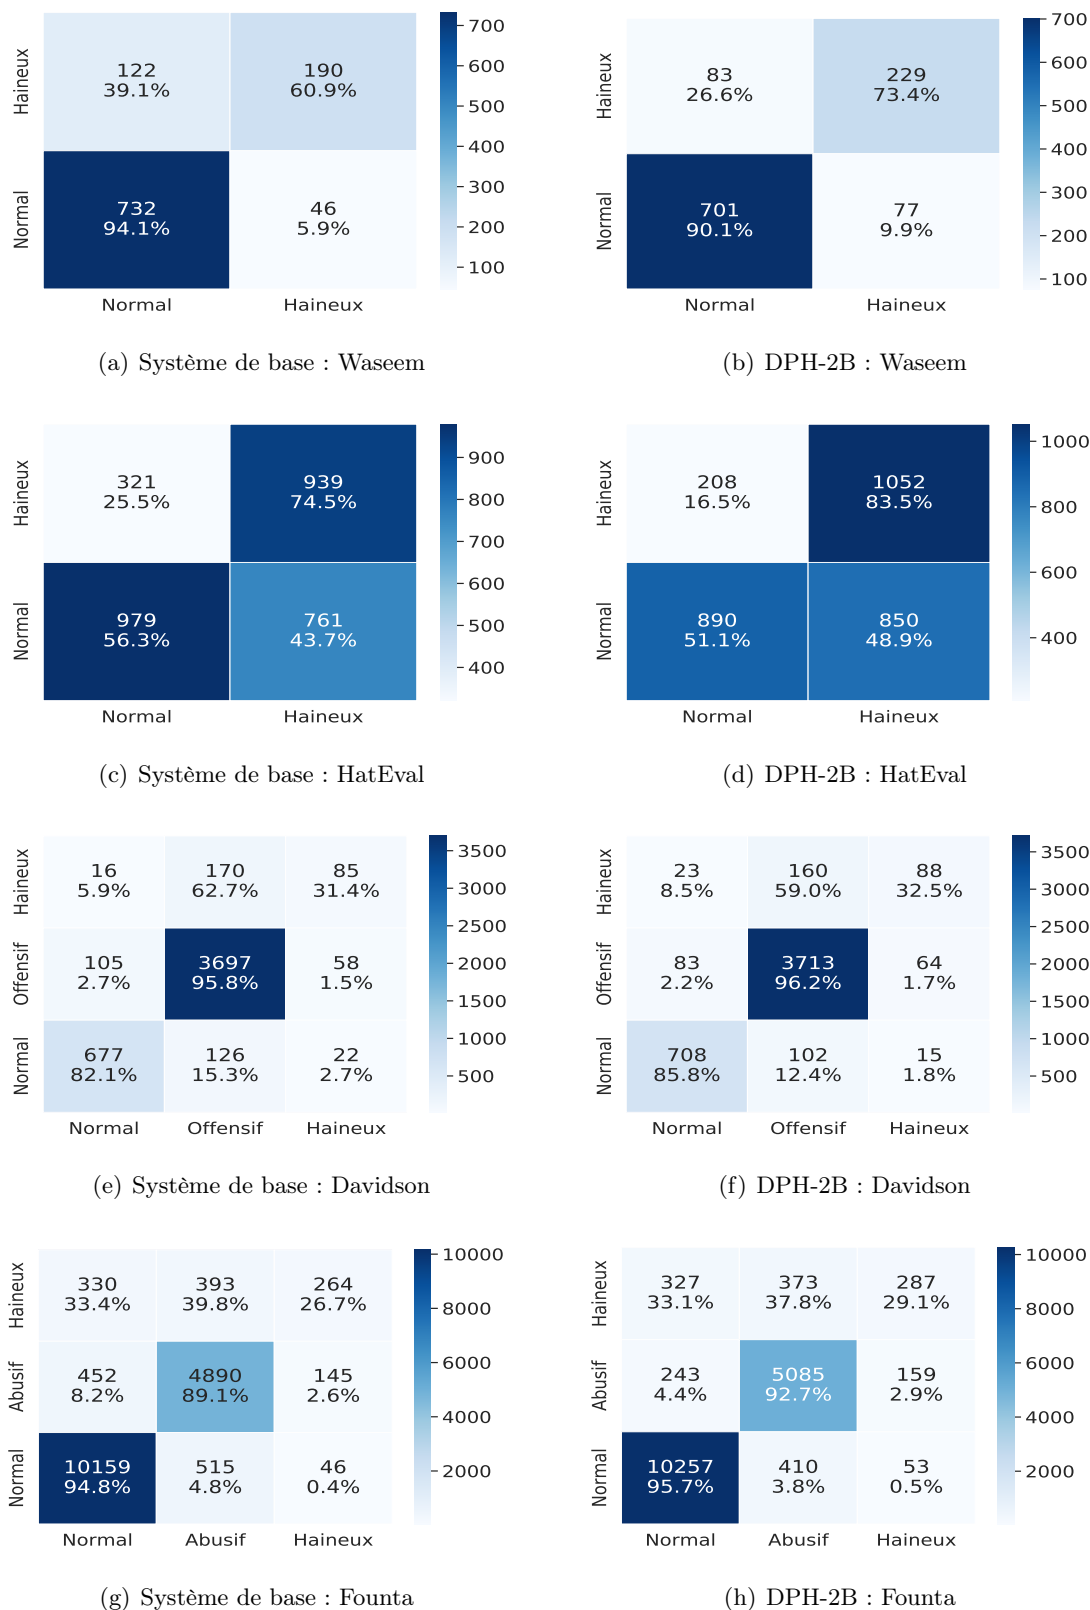 122 190
39.1% 60.9%
732 46
94.1% 5.9%
Haineux
Normal
Normal Haineux
700
600
500
400
300
200
100
(a) Système de base : Waseem
83 229
26.6% 73.4%
701 77
90.1% 9.9%
Haineux
Normal
Normal Haineux
700
600
500
400
300
200
100
(b) DPH-2B : Waseem
321 939
25.5% 74.5%
979 761
56.3% 43.7%
Haineux
Normal
Normal Haineux
900
800
700
600
500
400
(c) Système de base : HatEval
208 1052
16.5% 83.5%
890 850
51.1% 48.9%
Haineux
Normal
Normal Haineux
1000
800
600
400
(d) DPH-2B : HatEval
16 170 85
5.9% 62.7% 31.4%
105 3697 58
2.7% 95.8% 1.5%
677 126 22
82.1% 15.3% 2.7%
Haineux
Offensif
Normal
Normal Offensif Haineux
3500
3000
2500
2000
1500
1000
500
(e) Système de base : Davidson
23 160 88
8.5% 59.0% 32.5%
83 3713 64
2.2% 96.2% 1.7%
708 102 15
85.8% 12.4% 1.8%
Haineux
Offensif
Normal
Normal Offensif Haineux
3500
3000
2500
2000
1500
1000
500
(f) DPH-2B : Davidson
330 393 264
33.4% 39.8% 26.7%
452 4890 145
8.2% 89.1% 2.6%
10159 515 46
94.8% 4.8% 0.4%
Haineux
Abusif
Normal
Normal Abusif Haineux
10000
8000
6000
4000
2000
(g) Système de base : Founta
327 373 287
33.1% 37.8% 29.1%
243 5085 159
4.4% 92.7% 2.9%
10257 410 53
95.7% 3.8% 0.5%
Haineux
Abusif
Normal
Normal Abusif Haineux
10000
8000
6000
4000
2000
(h) DPH-2B : Founta